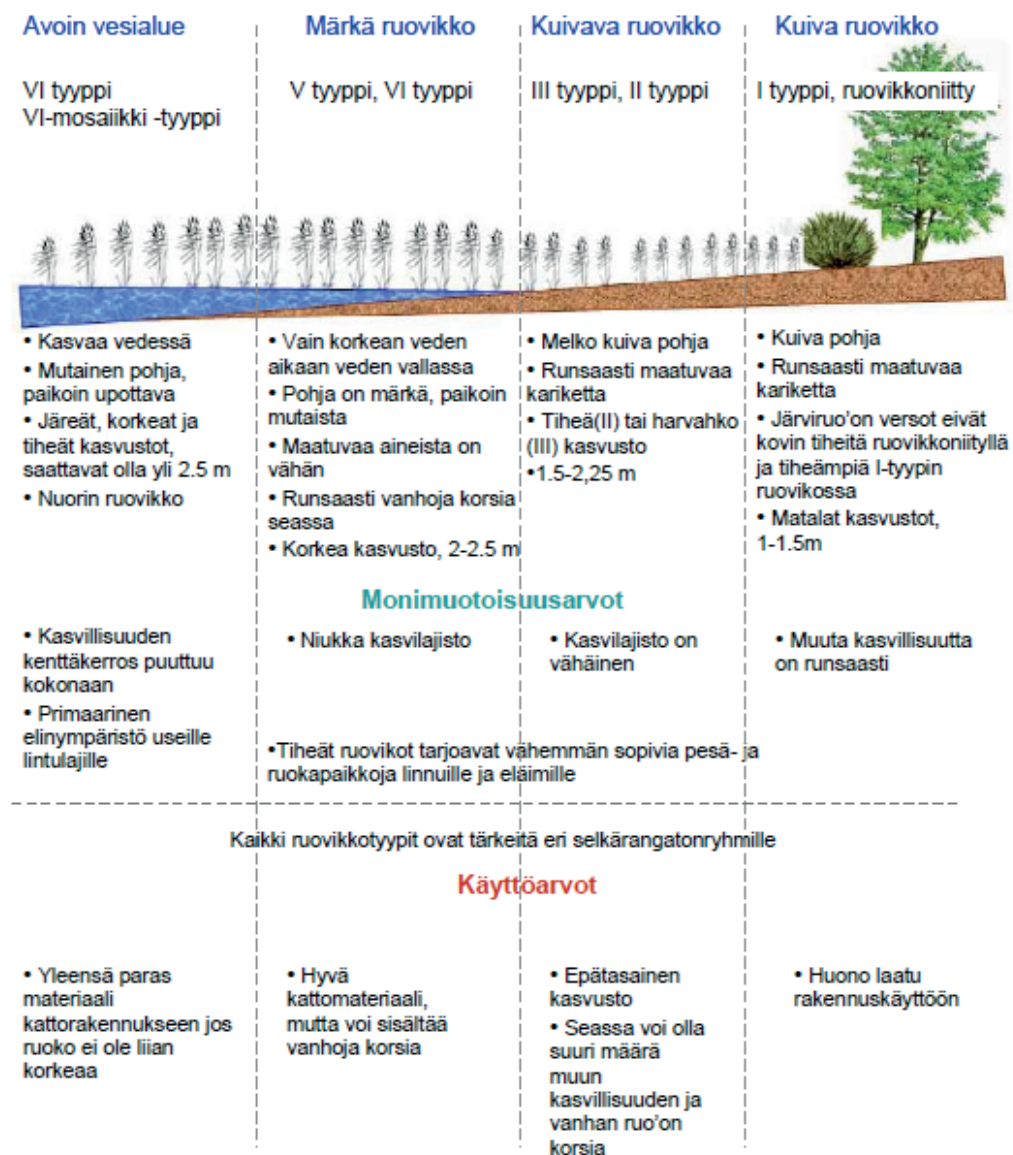 Avoin vesialue
Märkä ruovikko
Kuivava ruovikko
Kuiva ruovikko
VI tyyppi
VI-mosaiikki -tyyppi
V tyyppi, VI tyyppi
III tyyppi, II tyyppi
I tyyppi, ruovikkoniitty
• Kasvaa vedessä
• Mutainen pohja,
paikoin upottava
• Järeät, korkeat ja
tiheät kasvustot,
saattavat olla yli 2.5 m
• Nuorin ruovikko
• Vain korkean veden
aikaan veden vallassa
• Pohja on märkä, paikoin
mutaista
• Maatuvaa aineista on
vähän
• Runsaasti vanhoja korsia
seassa
• Korkea kasvusto, 2-2.5 m
• Melko kuiva pohja
• Runsaasti maatuvaa
kariketta
• Tiheä(II) tai harvahko
(III) kasvusto
•1.5-2,25 m
• Kuiva pohja
• Runsaasti maatuvaa
kariketta
• Järviruo'on versot eivät
kovin tiheitä ruovikkoniityllä
ja tiheämpiä I-tyypin
ruovikossa
• Matalat kasvustot,
1-1.5m
Monimuotoisuusarvot
• Kasvillisuuden
kenttäkerros puuttuu
kokonaan
• Primaarinen
elinympäristö useille
lintulajille
• Niukka kasvilajisto
• Kasvilajisto on
vähäinen
• Muuta kasvillisuutta
on runsaasti
•Tiheät ruovikot tarjoavat vähemmän sopivia pesä- ja
ruokapaikkoja linnuille ja eläimille
Kaikki ruovikkotyypit ovat tärkeitä eri selkärangatonryhmille
Käyttöarvot
• Yleensä paras
materiaali
kattorakennukseen jos
ruoko ei ole liian
korkeaa
• Hyvä
kattomateriaali,
mutta voi sisältää
vanhoja korsia
• Epätasainen
kasvusto
• Seassa voi olla
suuri määrä
muun
kasvillisuuden ja
vanhan ruo'on
korsia
• Huono laatu
rakennuskäyttöön